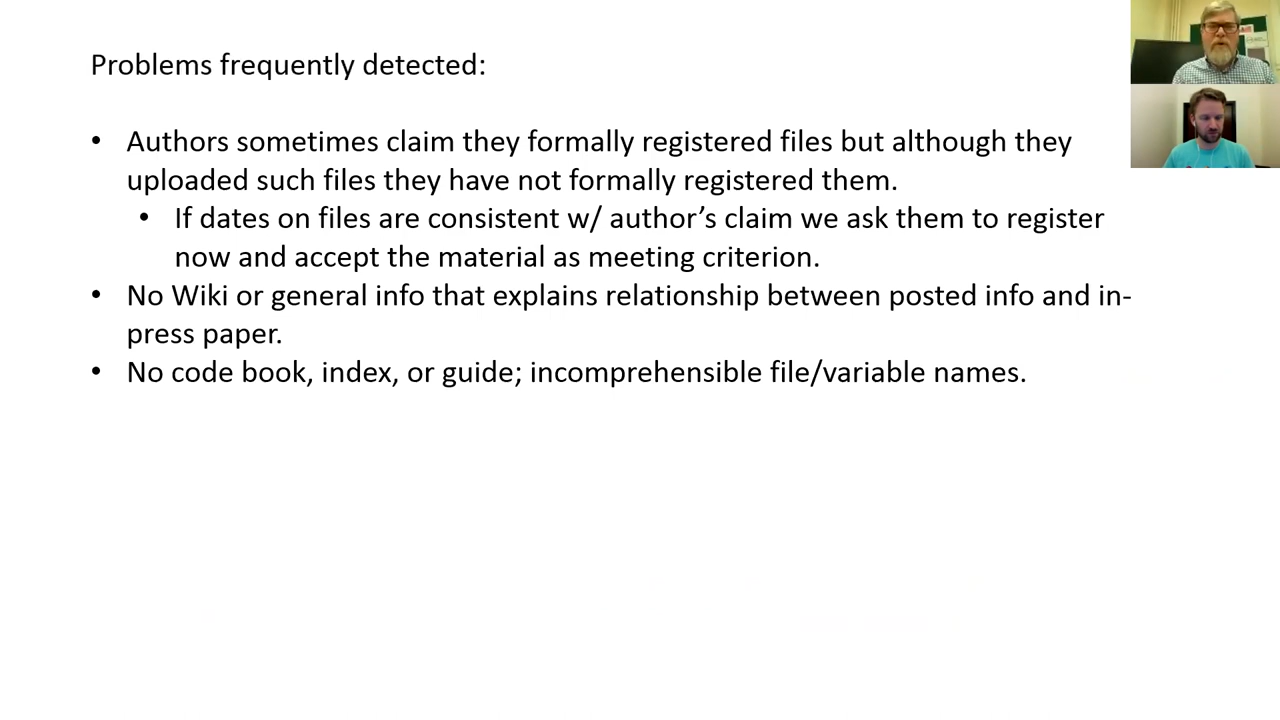 Problems frequently detected:
• Authors sometimes claim they formally registered files but although they
uploaded such files they have not formally registered them.
• If dates on files are consistent w/ author’s claim we ask them to register
now and accept the material as meeting criterion.
• No Wiki or general info that explains relationship between posted info and in-
press paper.
• No code book, index, or guide; incomprehensible file/variable names.